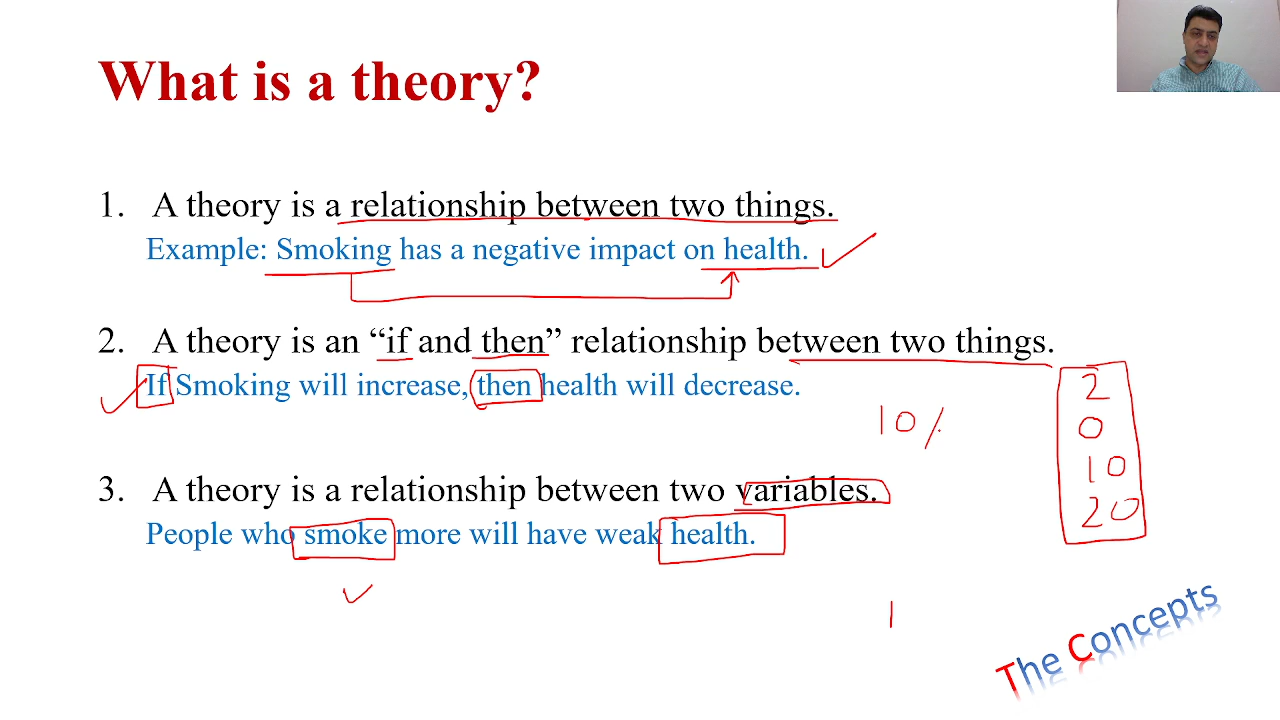 What is a theory?
1. A theory is a relationship between two things.
Example: Smoking has a negative impact on health.
2. A theory is an “if and then” relationship between two things.
If Smoking will increase, then health will decrease.
2
0
10%
10
20
3. A theory is a relationship between two variables.
People who smoke more will have weak health.
1
The Concepts